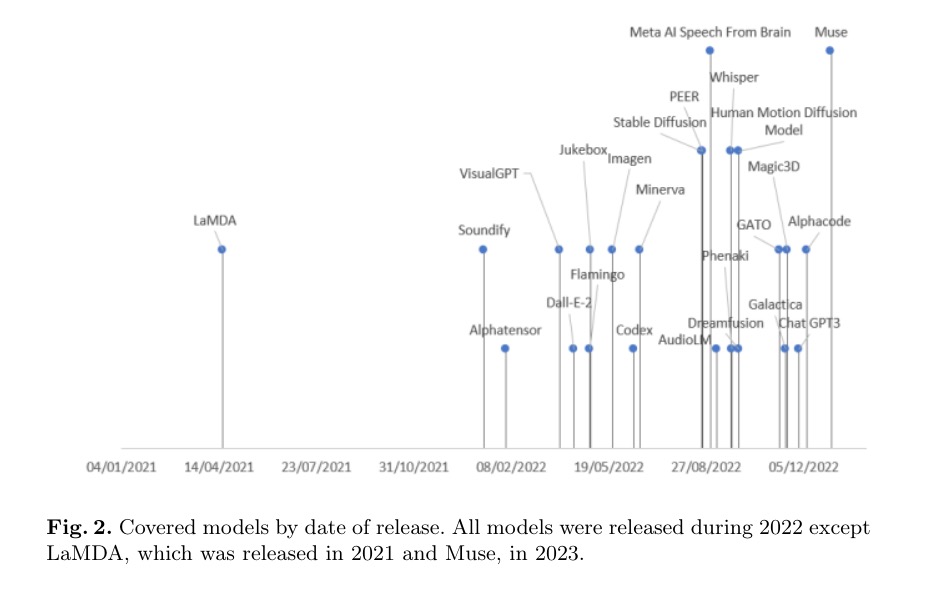 Meta AI Speech From Brain
Muse
Whisper
PEER
Human Motion Diffusion
Model
Stable Diffusion
Jukebox
Imagen
Magic3D
VisualGPT
Minerva
LaMDA
Soundify
GATO
Alphacode
Phenaki
Flamingo
Dall-E-2
Galactica
Alphatensor
Codex
Dreamfusion
Chat GPT3
AudioLM
04/01/2021
14/04/2021
23/07/2021
31/10/2021
08/02/2022
19/05/2022
27/08/2022
05/12/2022
Fig. 2. Covered models by date of release. All models were released during 2022 except
LaMDA, which was released in 2021 and Muse, in 2023.